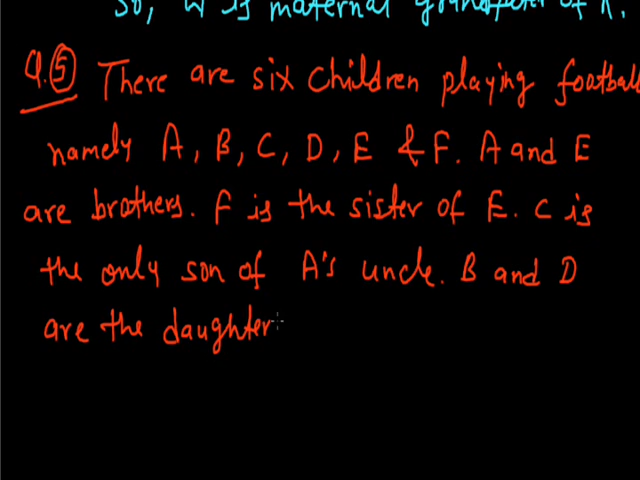 So, W is maternal grandfather of X.
Q.5 There are six children playing football
namely A, B, C, D, E & F. A and E
are brothers. F is the sister of E. C is
the only son of A's uncle. B and D
are the daughter